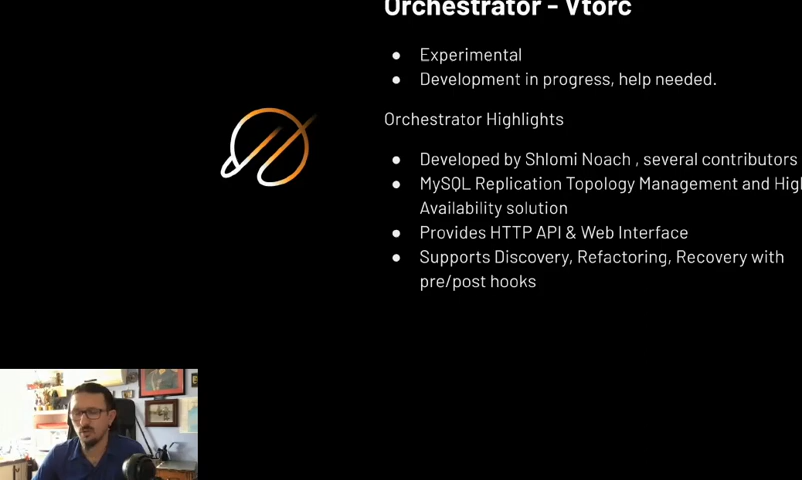 Orchestrator - Vtorc
● Experimental
● Development in progress, help needed.
Orchestrator Highlights
● Developed by Shlomi Noach , several contributors
● MySQL Replication Topology Management and Hig
Availability solution
● Provides HTTP API & Web Interface
● Supports Discovery, Refactoring, Recovery with
pre/post hooks